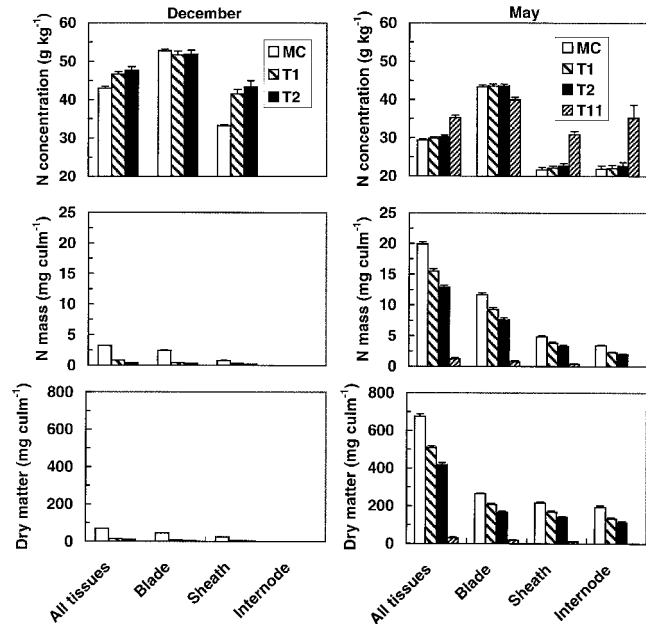 December
N concentration (g kg-1)
60
50
40
30
20
MC
T1
T2
May
N concentration (g kg-1)
60
50
40
30
20
MC
T1
T2
T11
N mass (mg culm-1)
25
20
15
10
5
0
N mass (mg culm-1)
25
20
15
10
5
0
Dry matter (mg culm-1)
800
600
400
200
0
All tissues
Blade
Sheath
Internode
Dry matter (mg culm-1)
800
600
400
200
0
All tissues
Blade
Sheath
Internode